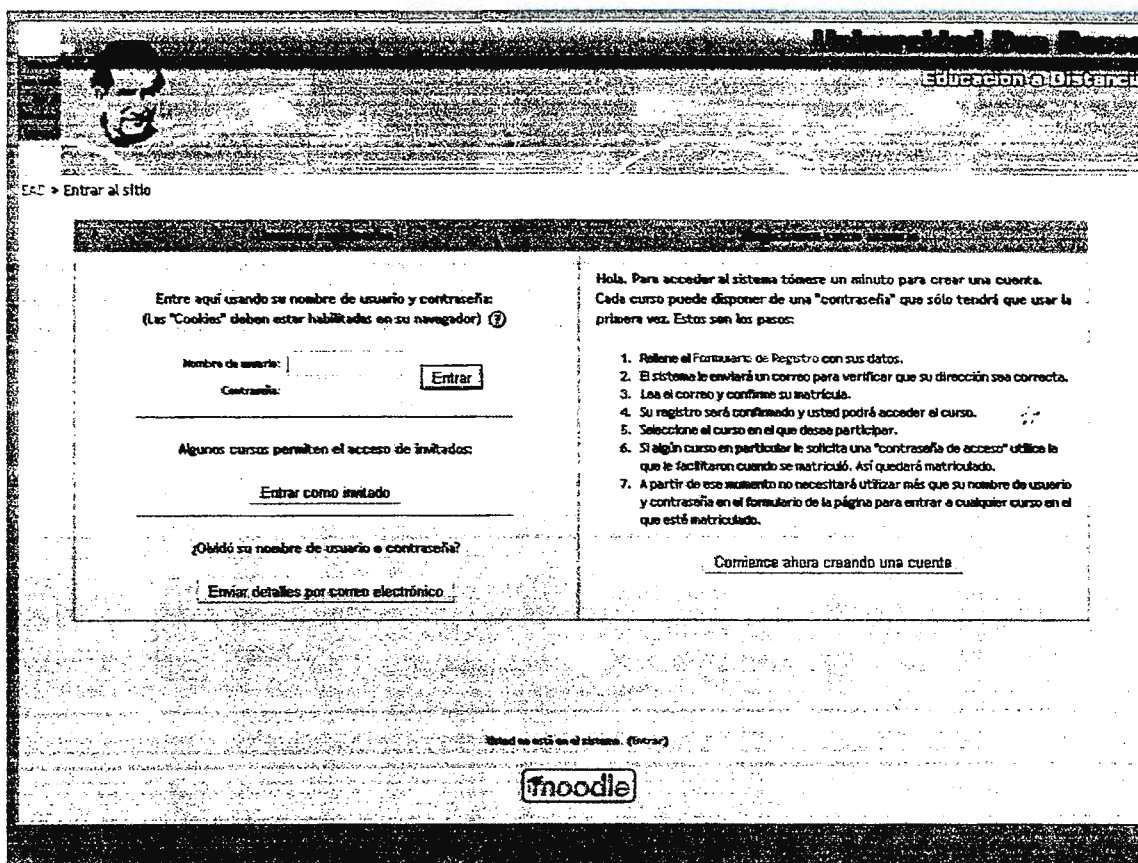 Universidad Don Bosco
Educación a Distancia
EAD > Entrar al sitio
Entre aquí usando su nombre de usuario y contraseña:
(Las "Cookies" deben estar habilitadas en su navegador) (?)
Nombre de usuario:
Contraseña:
Entrar
Algunos cursos permiten el acceso de invitados:
Entrar como invitado
¿Olvidó su nombre de usuario o contraseña?
Enviar detalles por correo electrónico
Hola. Para acceder al sistema tómese un minuto para crear una cuenta.
Cada curso puede disponer de una "contraseña" que sólo tendrá que usar la
primera vez. Estos son los pasos:
1. Rellene el Formulario de Registro con sus datos.
2. El sistema le enviará un correo para verificar que su dirección sea correcta.
3. Lea el correo y confirme su matrícula.
4. Su registro será confirmado y usted podrá acceder al curso.
5. Seleccione el curso en el que desea participar.
6. Si algún curso en particular le solicita una "contraseña de acceso" utilice la
que le facilitaron cuando se matriculó. Así quedará matriculado.
7. A partir de ese momento no necesitará utilizar más que su nombre de usuario
y contraseña en el formulario de la página para entrar a cualquier curso en el
que esté matriculado.
Comience ahora creando una cuenta
Usted no está en el sistema. (Entrar)
moodle